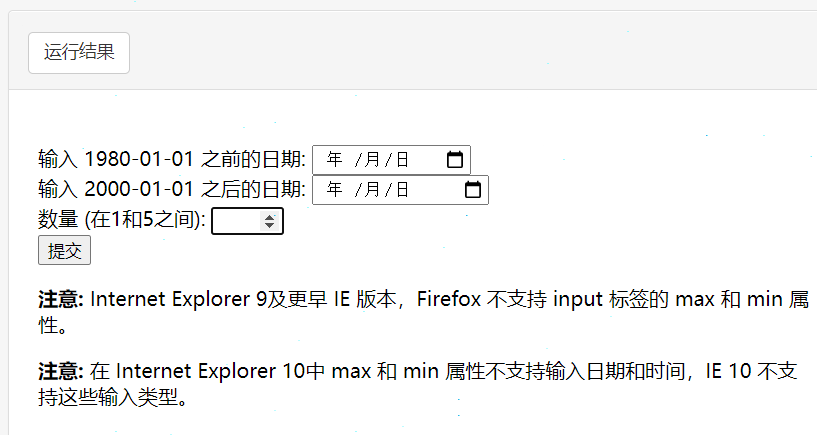 运行结果
输入 1980-01-01 之前的日期: 年 /月/日
输入 2000-01-01 之后的日期: 年 /月/日
数量 (在1和5之间):
提交
注意: Internet Explorer 9及更早 IE 版本，Firefox 不支持 input 标签的 max 和 min 属
性。
注意: 在 Internet Explorer 10中 max 和 min 属性不支持输入日期和时间，IE 10 不支
持这些输入类型。